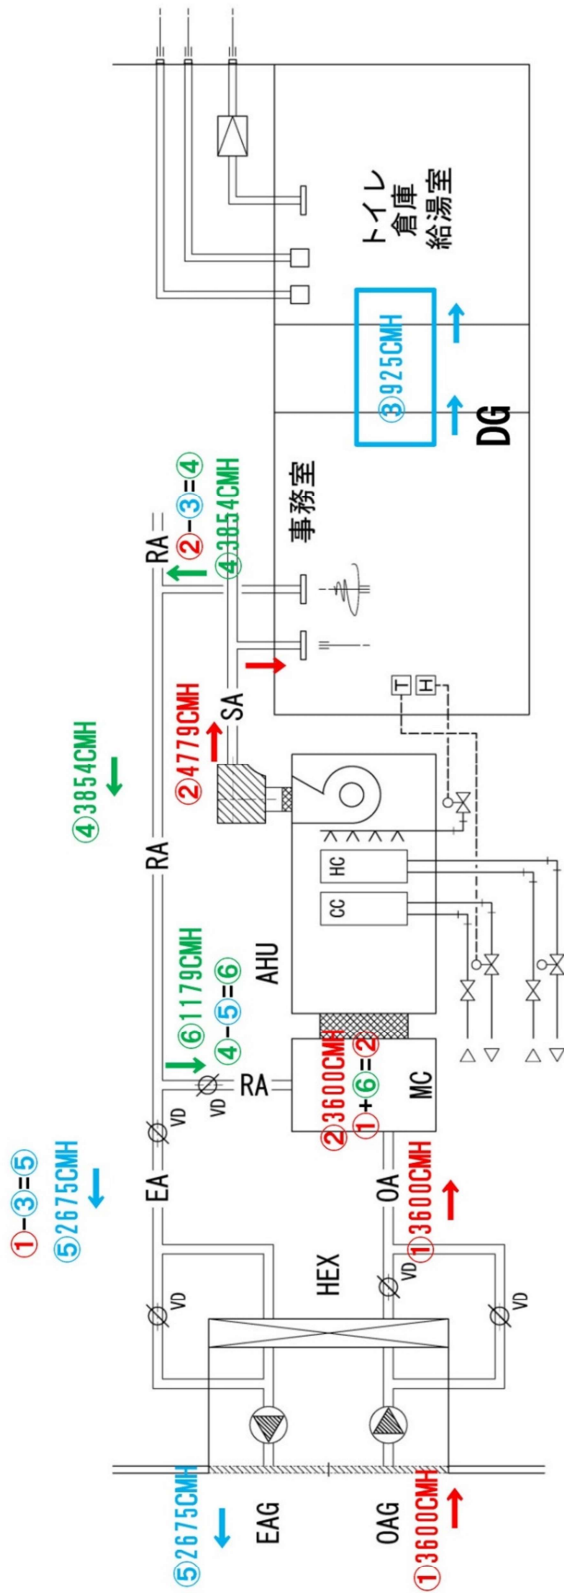 ①-③=⑤
⑤2675CMH
④3854CMH
⑤2675CMH
EAG
OAG
①3600CMH
VD
EA
VD
⑥1179CMH
④-⑤=⑥
VD
RA
RA
RA
②-③=④
④3854CMH
②4779CMH
SA
HEX
VD
OA
①3600CMH
VD
②3600CMH
①+⑥=②
MC
AHU
CC
HC
T
H
事務室
③925CMH
DG
トイレ
倉庫
給湯室